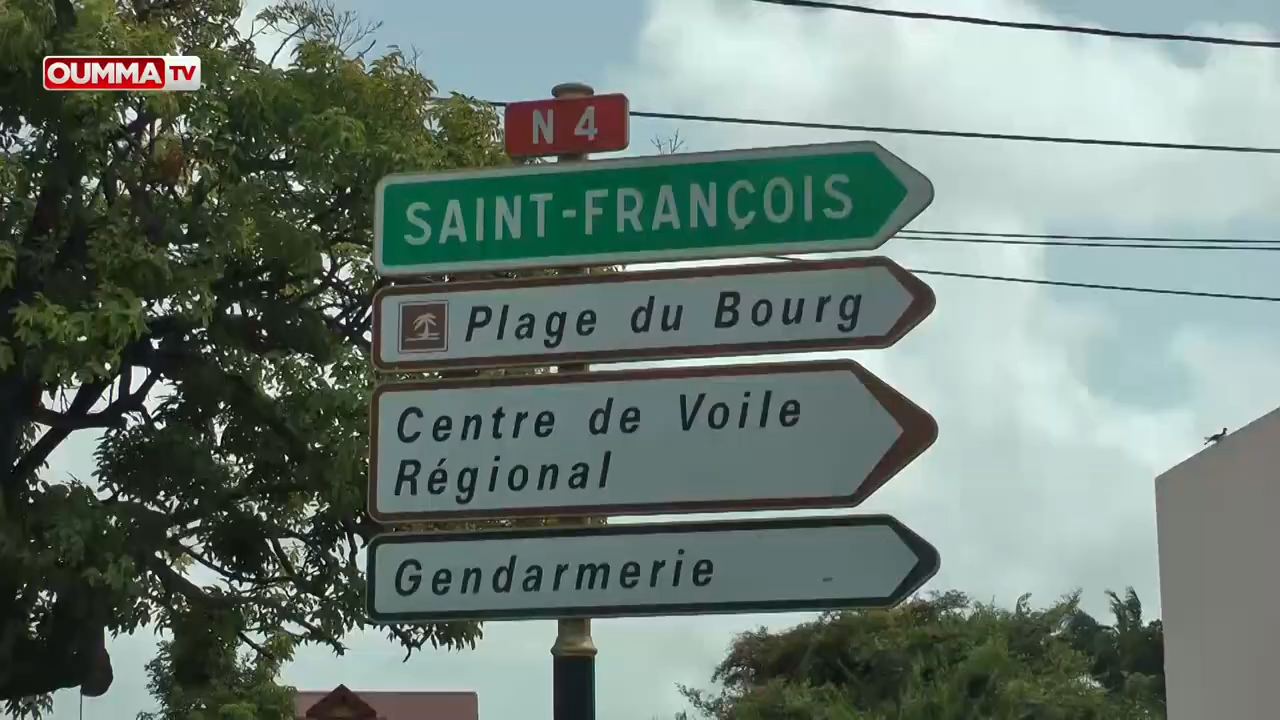 OUMMA TV
N 4
SAINT-FRANÇOIS
Plage du Bourg
Centre de Voile
Régional
Gendarmerie